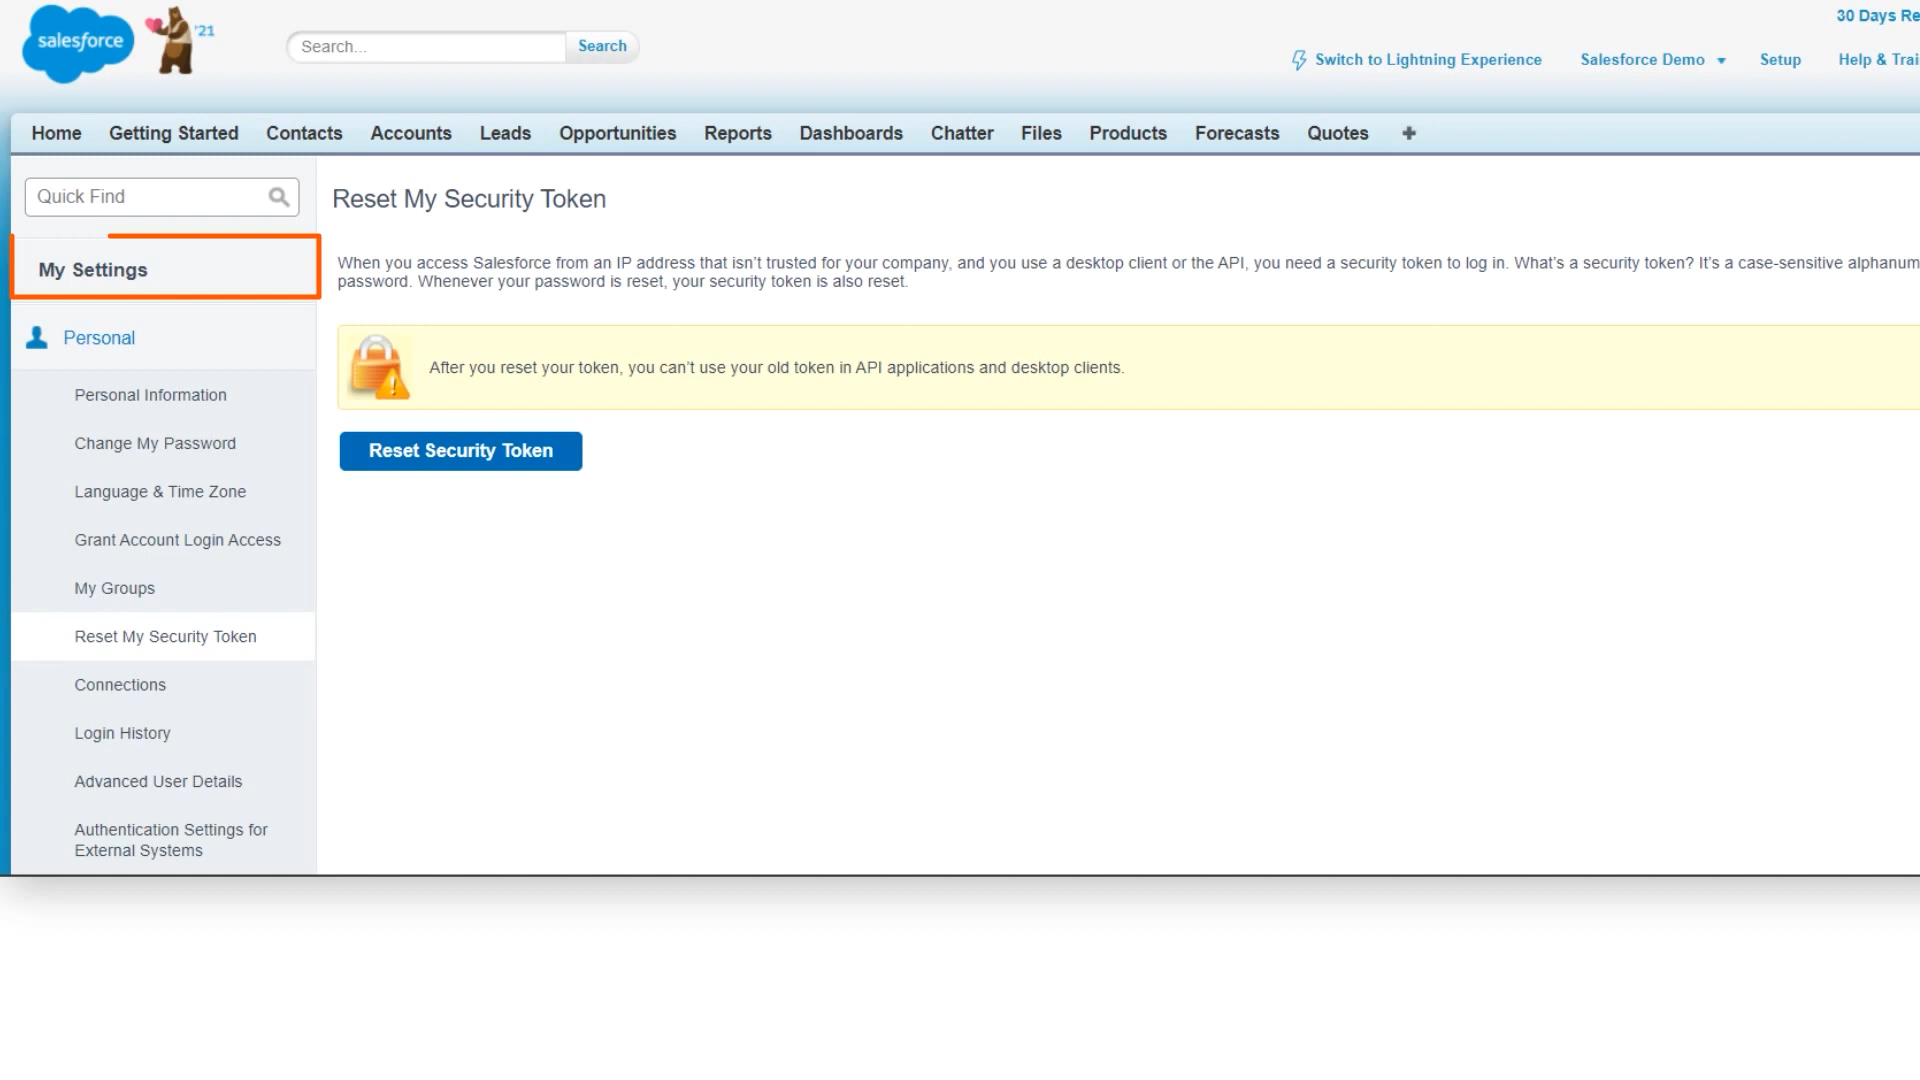 salesforce
'21
Search...
Search
30 Days Re
Switch to Lightning Experience
Salesforce Demo
Setup
Help & Trai
Home
Getting Started
Contacts
Accounts
Leads
Opportunities
Reports
Dashboards
Chatter
Files
Products
Forecasts
Quotes
Quick Find
My Settings
Personal
Personal Information
Change My Password
Language & Time Zone
Grant Account Login Access
My Groups
Reset My Security Token
Connections
Login History
Advanced User Details
Authentication Settings for
External Systems
Reset My Security Token
When you access Salesforce from an IP address that isn’t trusted for your company, and you use a desktop client or the API, you need a security token to log in. What’s a security token? It’s a case-sensitive alphanum
password. Whenever your password is reset, your security token is also reset.
After you reset your token, you can’t use your old token in API applications and desktop clients.
Reset Security Token